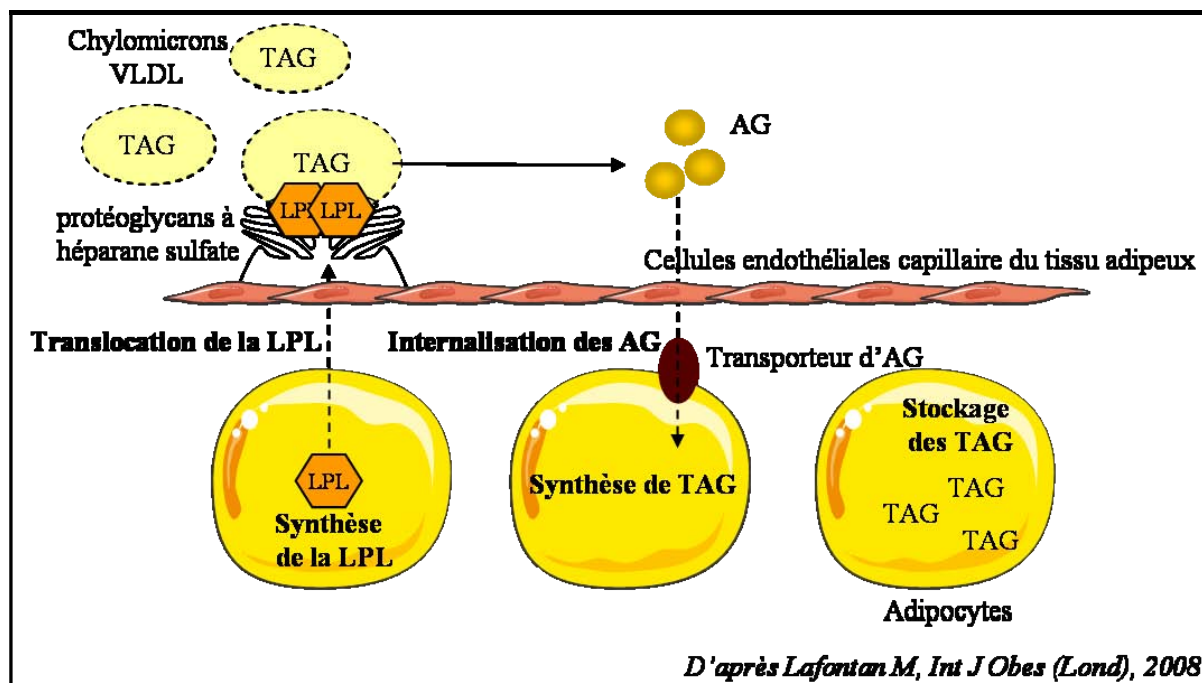 Chylomicrons
VLDL
TAG
TAG
TAG
AG
LPL
LPL
protéoglycans à
héparane sulfate
Cellules endothéliales capillaire du tissu adipeux
Translocation de la LPL
Internalisation des AG
Transporteur d'AG
LPL
Synthèse
de la LPL
Synthèse de TAG
Stockage
des TAG
TAG
TAG
TAG
Adipocytes
D'après Lafontan M, Int J Obes (Lond), 2008